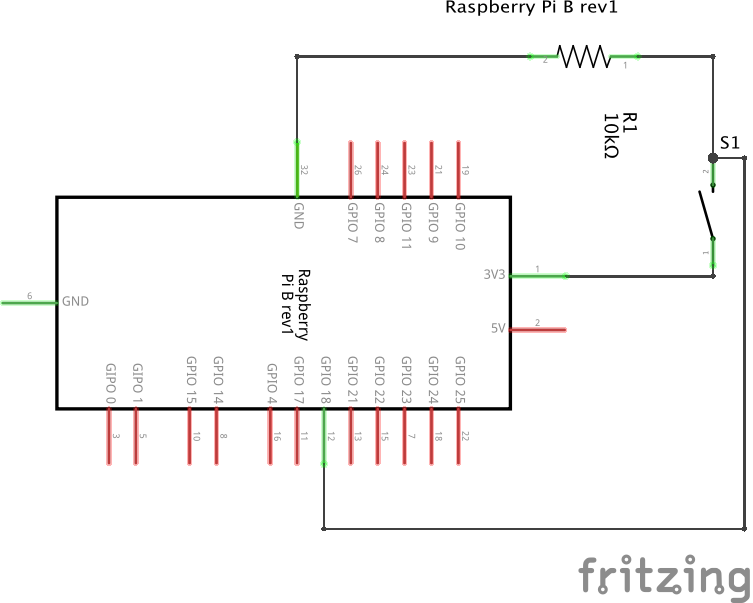 Raspberry Pi B rev1
2
1
R1
10kΩ
S1
2
1
32
26
24
23
21
19
GND
GPIO 7
GPIO 8
GPIO 11
GPIO 9
GPIO 10
3V3
1
5V
2
6
GND
Raspberry
Pi B rev1
GIPO 0
GIPO 1
GPIO 15
GPIO 14
GPIO 4
GPIO 17
GPIO 18
GPIO 21
GPIO 22
GPIO 23
GPIO 24
GPIO 25
3
5
10
8
16
11
12
13
15
7
18
22
fritzing